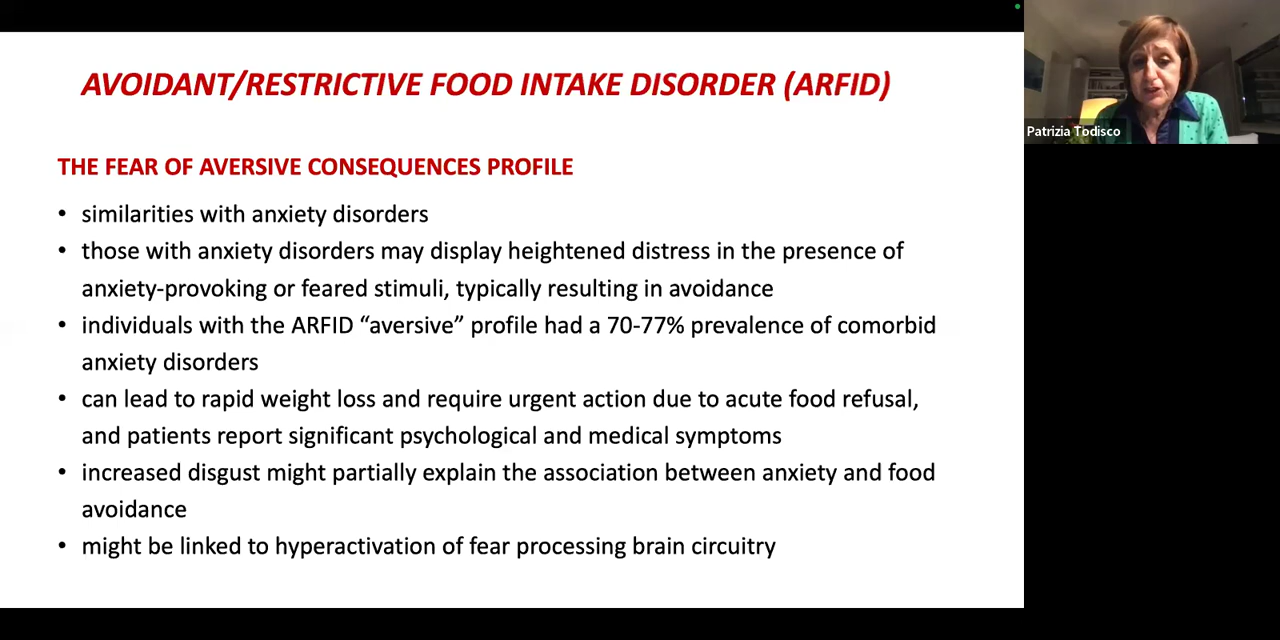 AVOIDANT/RESTRICTIVE FOOD INTAKE DISORDER (ARFID)
Patrizia Todisco
THE FEAR OF AVERSIVE CONSEQUENCES PROFILE
• similarities with anxiety disorders
• those with anxiety disorders may display heightened distress in the presence of
anxiety-provoking or feared stimuli, typically resulting in avoidance
• individuals with the ARFID “aversive” profile had a 70-77% prevalence of comorbid
anxiety disorders
• can lead to rapid weight loss and require urgent action due to acute food refusal,
and patients report significant psychological and medical symptoms
• increased disgust might partially explain the association between anxiety and food
avoidance
• might be linked to hyperactivation of fear processing brain circuitry